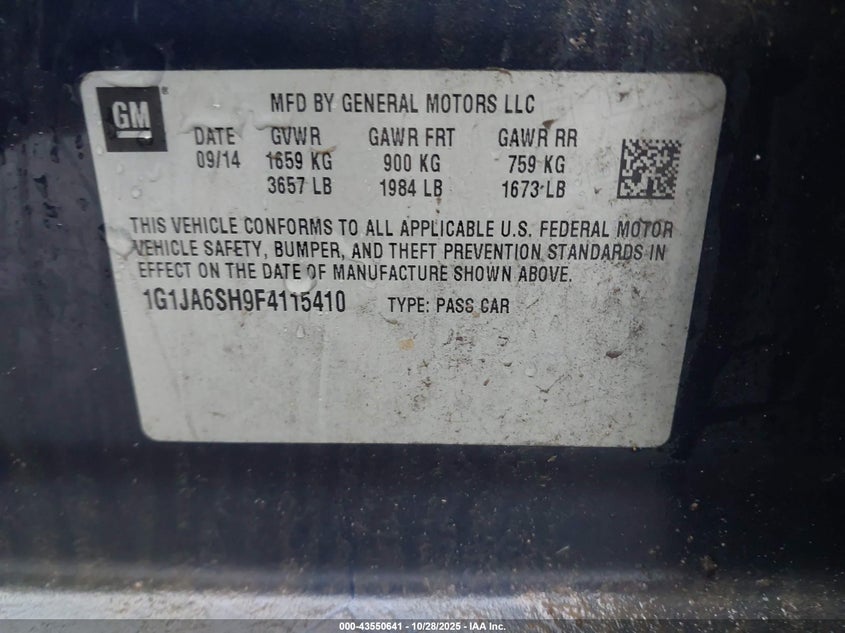 GM ®
MFD BY GENERAL MOTORS LLC
DATE GVWR GAWR FRT GAWR RR
09/14 1659 KG 900 KG 759 KG
3657 LB 1984 LB 1673 LB
THIS VEHICLE CONFORMS TO ALL APPLICABLE U.S. FEDERAL MOTOR
VEHICLE SAFETY, BUMPER, AND THEFT PREVENTION STANDARDS IN
EFFECT ON THE DATE OF MANUFACTURE SHOWN ABOVE.
1G1JA6SH9F4115410 TYPE: PASS CAR
000-43550641 - 10/28/2025 - IAA Inc.